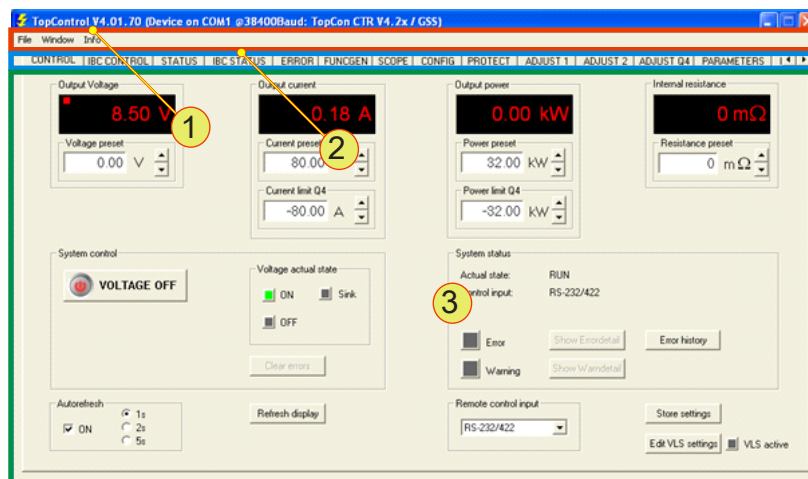 TopControl V4.01.70 (Device on COM1 @38400Baud: TopCon CTR V4.2x / GSS)
File Window Info
CONTROL IBC CONTROL STATUS IBC STATUS ERROR FUNCGEN SCOPE CONFIG PROTECT ADJUST 1 ADJUST 2 ADJUST Q4 PARAMETERS
Output Voltage Output current Output power Internal resistance
8.50 V 0.18 A 0.00 kW 0 mΩ
1
2
Voltage preset Current preset Power preset Resistance preset
0.00 V 80.00 32.00 kW 0 mΩ
Current limit Q4 Power limit Q4
-80.00 A -32.00 kW
System control System status
VOLTAGE OFF
Voltage actual state
ON Sink
OFF
Clear errors
Actual state: RUN
Control input: RS-232/422
3
Error Show Errordetail Error history
Warning Show Warndetail
Autorefresh
ON
1s
2s
5s
Refresh display
Remote control input
RS-232/422
Store settings
Edit VLS settings VLS active